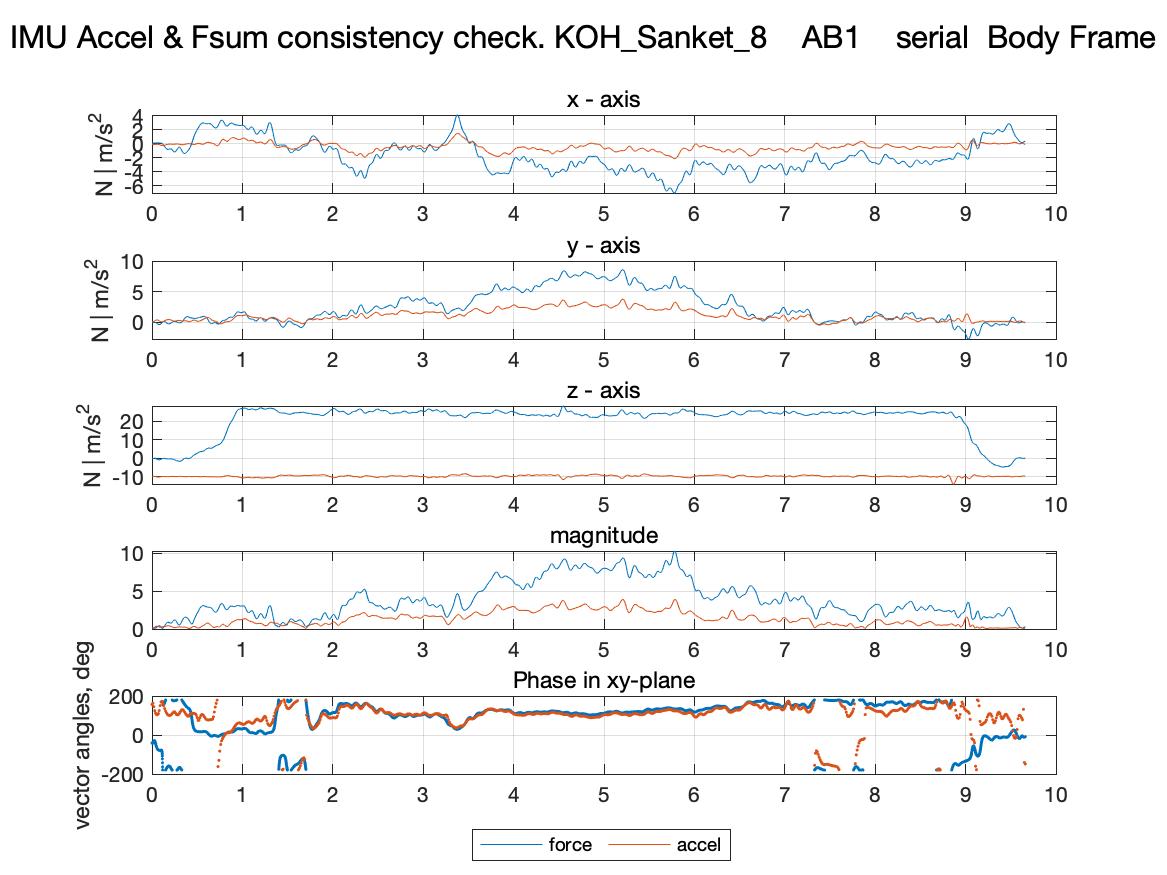 IMU Accel & Fsum consistency check. KOH_Sanket_8 AB1 serial Body Frame
x - axis
N | m/s²
4
2
0
-2
-4
-6
0 1 2 3 4 5 6 7 8 9 10
y - axis
N | m/s²
10
5
0
0 1 2 3 4 5 6 7 8 9 10
z - axis
N | m/s²
20
10
0
-10
0 1 2 3 4 5 6 7 8 9 10
magnitude
10
5
0
0 1 2 3 4 5 6 7 8 9 10
Phase in xy-plane
vector angles, deg
200
0
-200
0 1 2 3 4 5 6 7 8 9 10
force accel